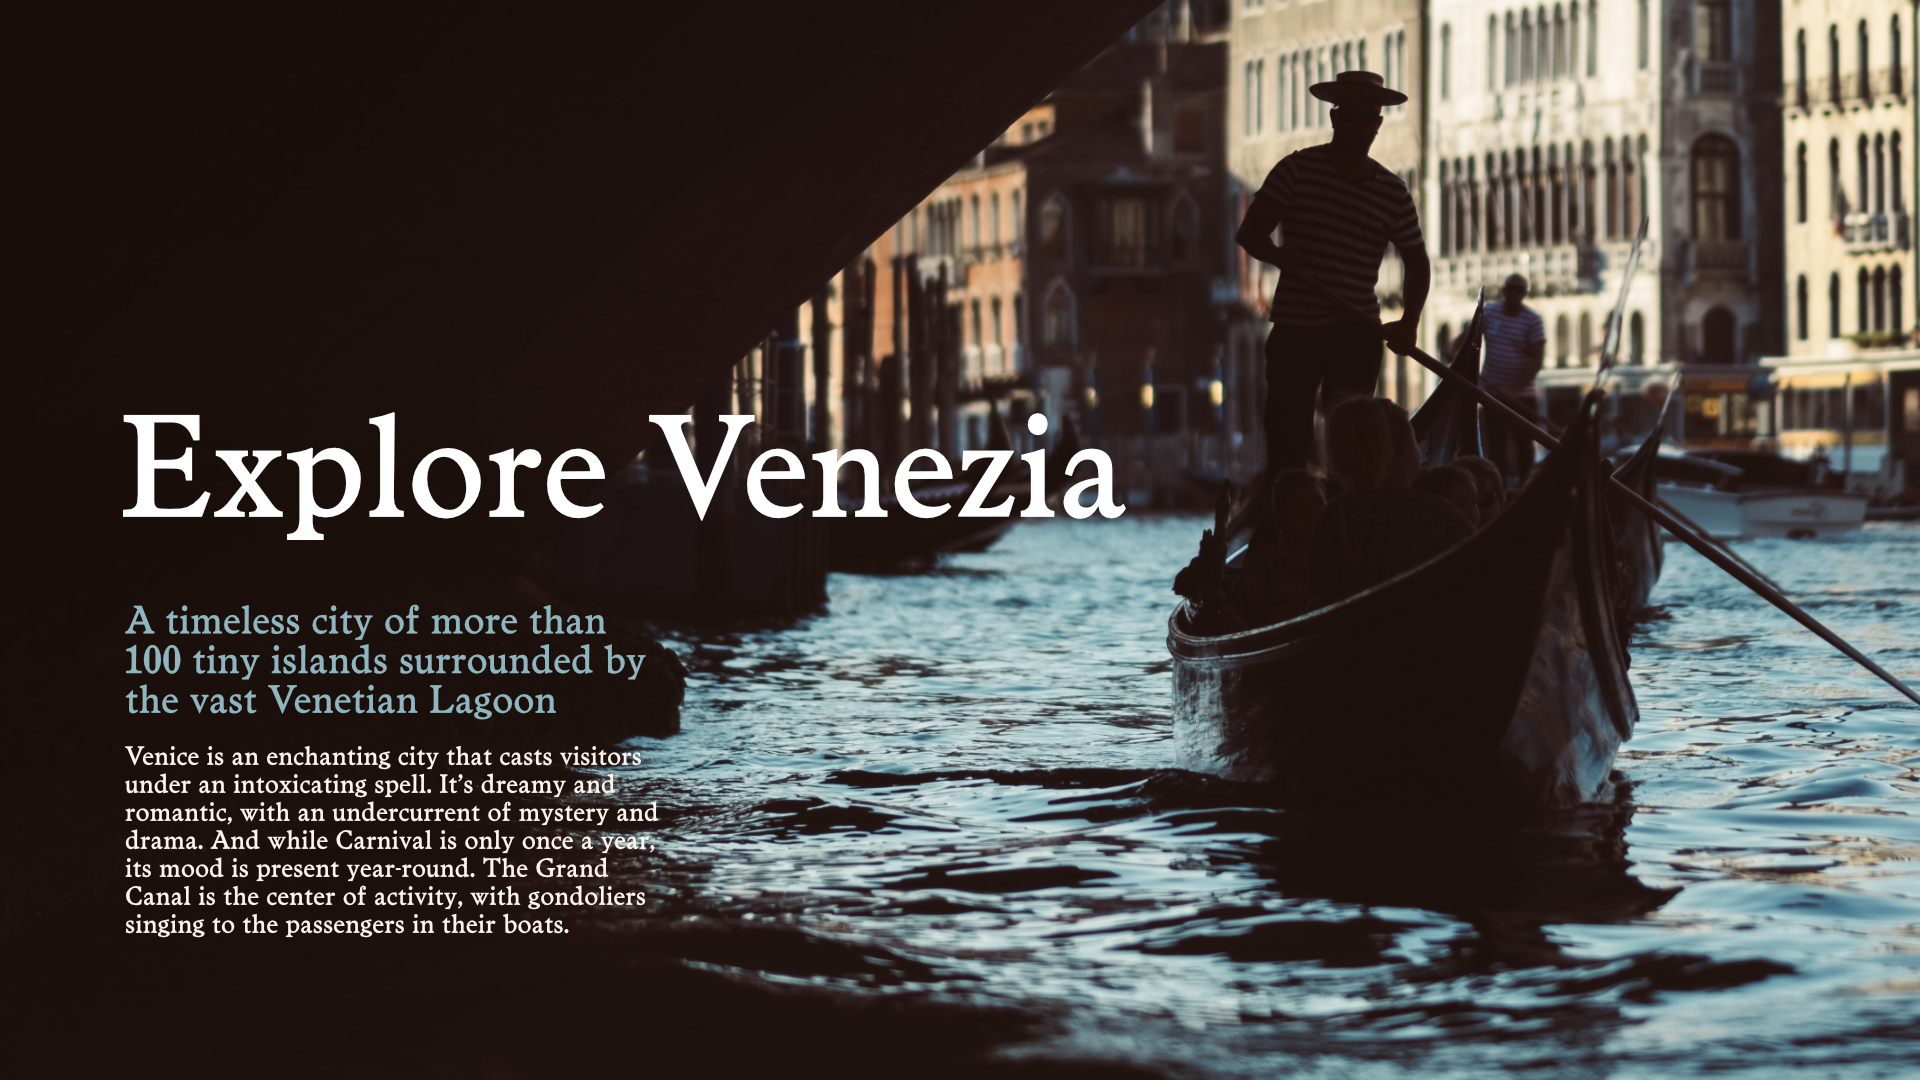 Explore Venezia
A timeless city of more than
100 tiny islands surrounded by
the vast Venetian Lagoon
Venice is an enchanting city that casts visitors
under an intoxicating spell. It’s dreamy and
romantic, with an undercurrent of mystery and
drama. And while Carnival is only once a year,
its mood is present year-round. The Grand
Canal is the center of activity, with gondoliers
singing to the passengers in their boats.